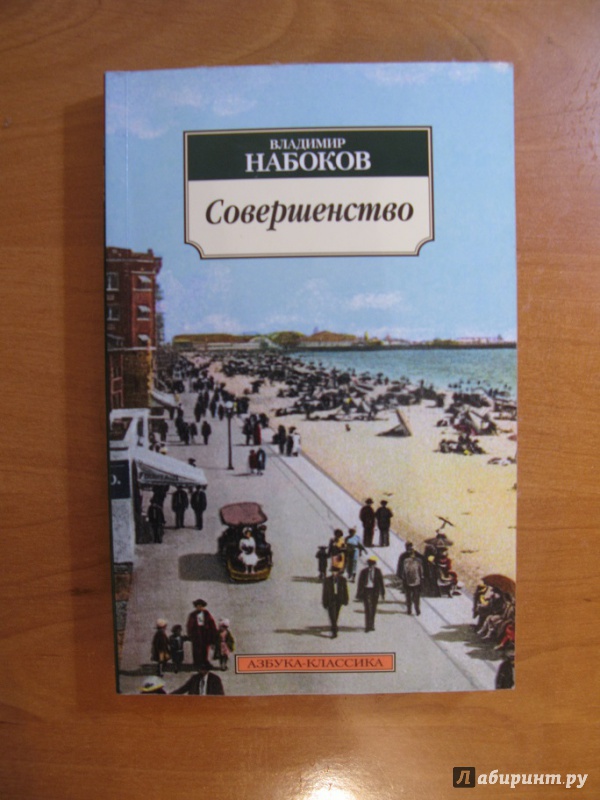 ВЛАДИМИР
НАБОКОВ
Совершенство
АЗБУКА-КЛАССИКА
Лабиринт.ру